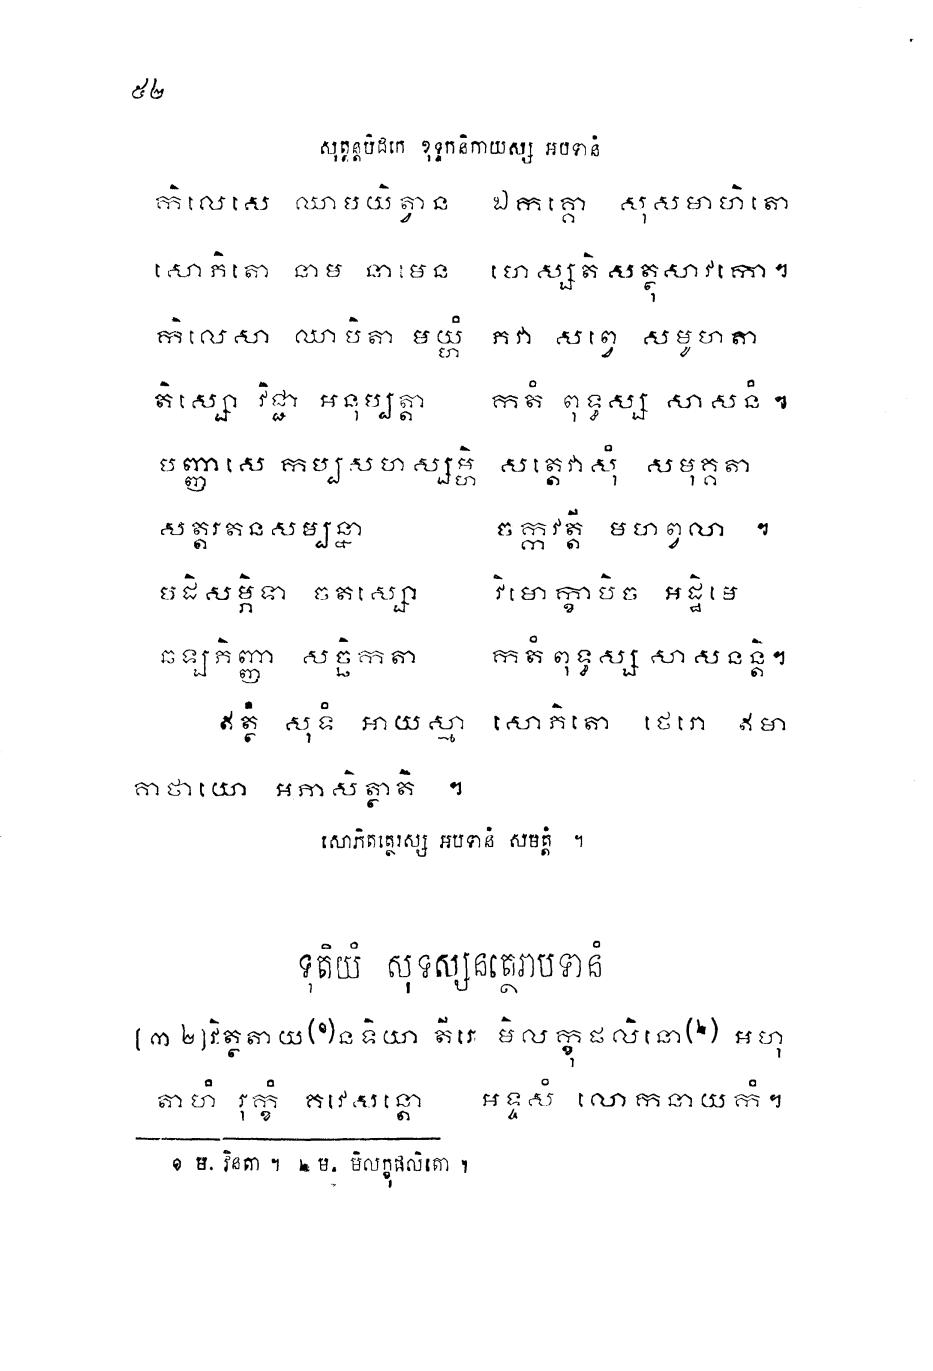 ៥២
សុត្តន្តបិដកេ ខុទ្ទកនិកាយស្ស អបទានំ
កិលេសេ ឈាបយិត្វាន ឯកគ្គោ សុសមាហិតោ
សោភិតោ នាម នាមេន ហេស្សតិ សត្ថុសាវកោ។
កិលេសា ឈាបិតា មយ្ហំ ភវា សព្វេ សមូហតា
តិស្សោ វិជ្ជា អនុប្បត្តា កតំ ពុទ្ធស្ស សាសនំ។
បញ្ញាសេ កប្បសហស្សម្ហិ សត្តេវាសុំ សមុគ្គតា
សត្តរតនសម្បន្នា ចក្កវត្តី មហព្វលា ។
បដិសម្ភិទា ចតស្សោ វិមោក្ខាបិច អដ្ឋិមេ
ឆឡភិញ្ញា សច្ឆិកតា កតំពុទ្ធស្ស សាសនន្តិ។
ឥត្ថំ សុទំ អាយស្មា សោភិតោ ថេរោ ឥមា
គាថាយោ អភាសិត្ថាតិ ។
សោភិតត្ថេរស្ស អបទានំ សមត្តំ ។
ទុតិយំ សុទស្សនត្ថេរាបទានំ
[៣២] វិត្ថតាយ(១)នទិយា តីរេ មិលក្ខុផលិនោ(២) អហុ
តាហំ រុក្ខំ គវេសន្តោ អទ្ទសំ លោកនាយកំ។
១ ម. វិនតា ។ ២ ម. មិលក្ខុផលិតោ ។